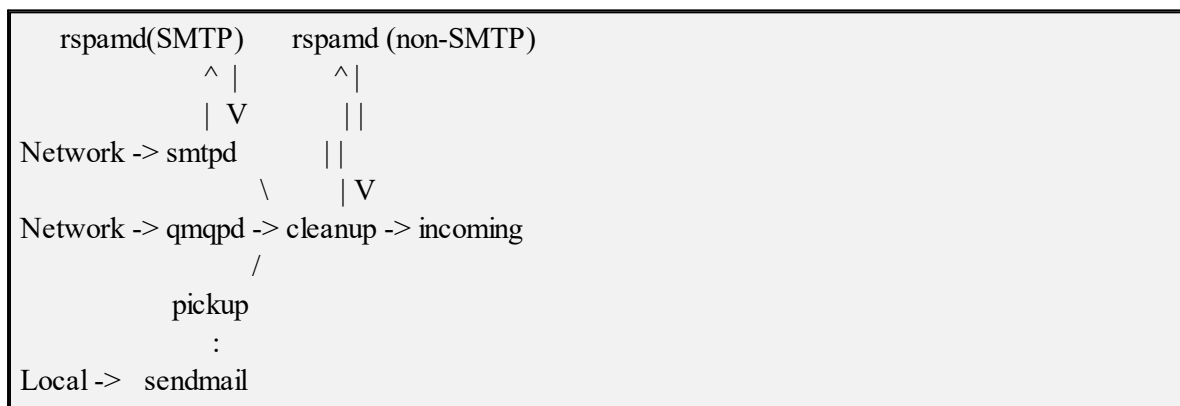 rspamd(SMTP) rspamd (non-SMTP)
^ | ^ |
| V | |
Network -> smtpd | |
\ | V
Network -> qmqpd -> cleanup -> incoming
/
pickup
:
Local -> sendmail